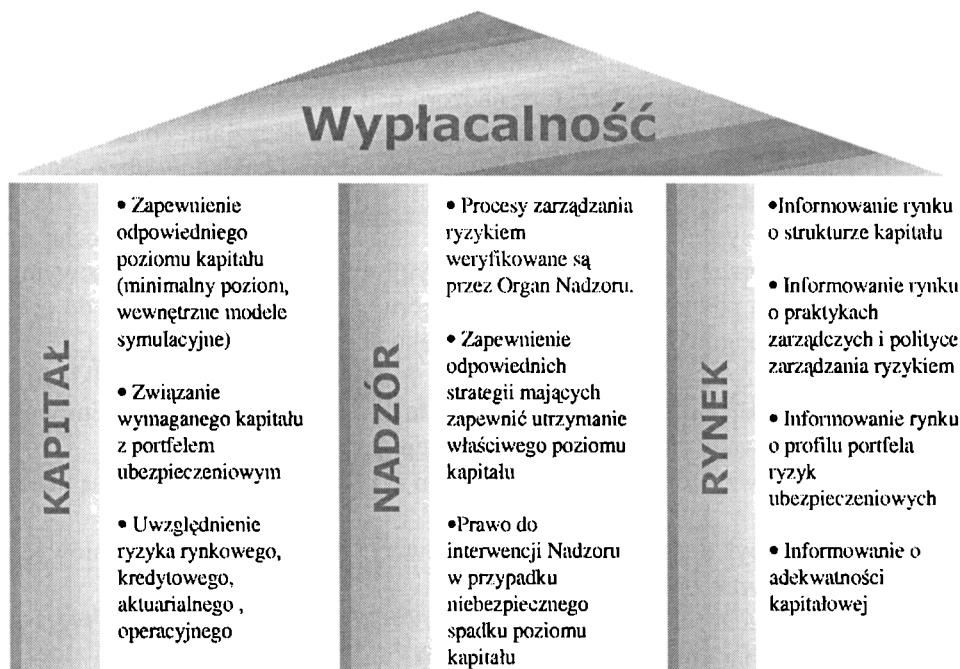 Wypłacalność
KAPITAŁ
• Zapewnienie
odpowiedniego
poziomu kapitału
(minimalny poziom,
wewnętrzne modele
symulacyjne)
• Związanie
wymaganego kapitału
z portfelem
ubezpieczeniowym
• Uwzględnienie
ryzyka rynkowego,
kredytowego,
aktuarialnego ,
operacyjnego
NADZÓR
• Procesy zarządzania
ryzykiem
weryfikowane są
przez Organ Nadzoru.
• Zapewnienie
odpowiednich
strategii mających
zapewnić utrzymanie
właściwego poziomu
kapitału
•Prawo do
interwencji Nadzoru
w przypadku
niebezpiecznego
spadku poziomu
kapitału
RYNEK
•Informowanie rynku
o strukturze kapitału
• Informowanie rynku
o praktykach
zarządczych i polityce
zarządzania ryzykiem
• Informowanie rynku
o profilu portfela
ryzyk
ubezpieczeniowych
• Informowanie o
adekwatności
kapitałowej